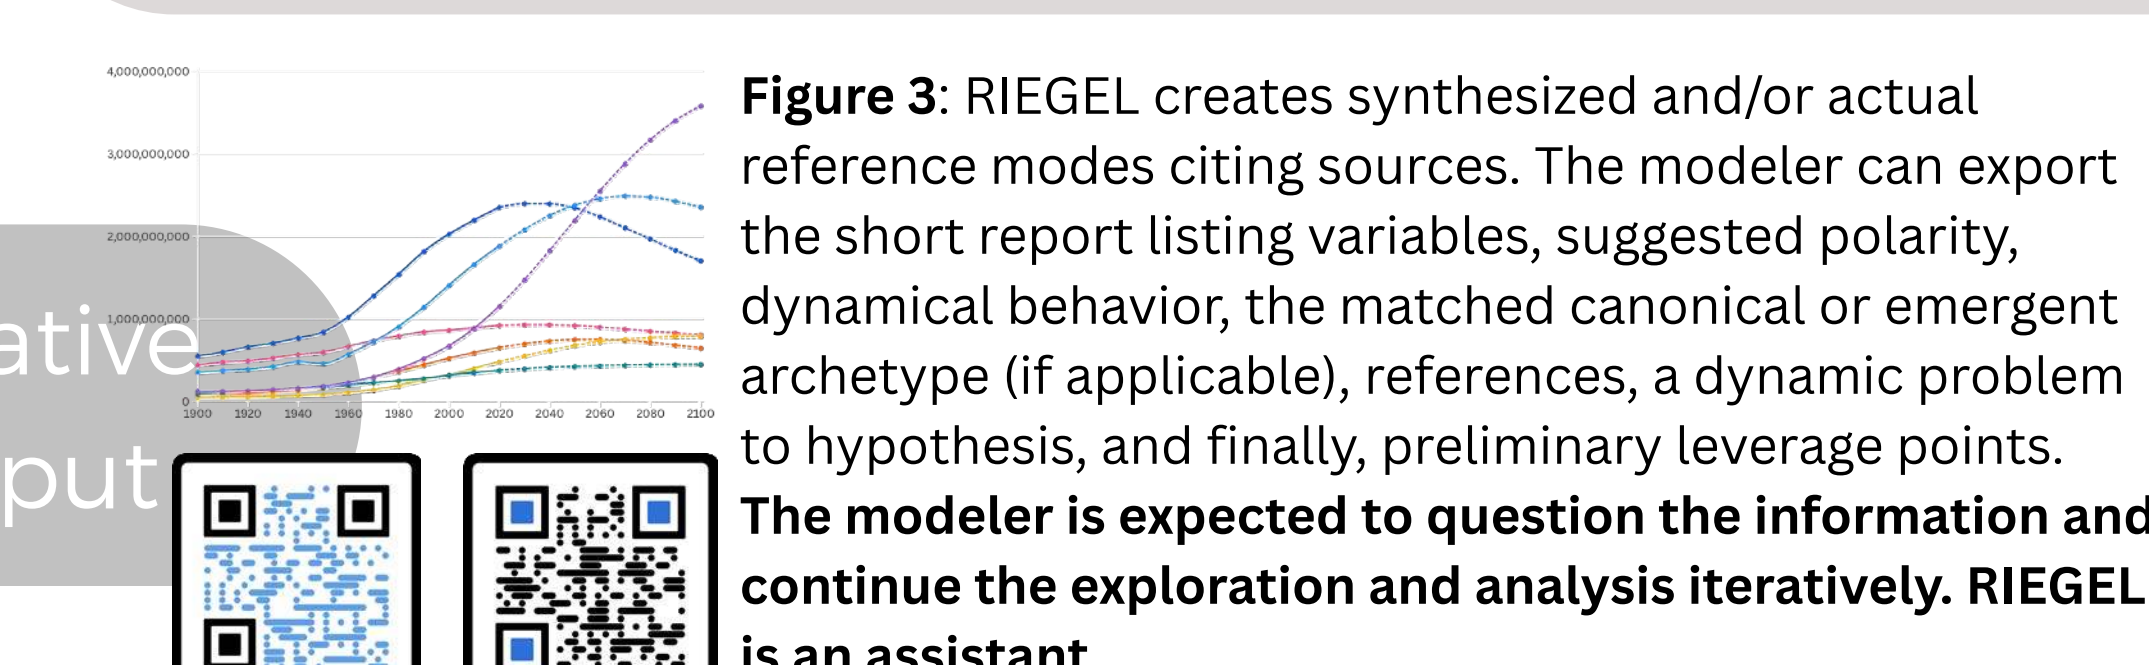 4,000,000,000
3,000,000,000
2,000,000,000
1,000,000,000
0
1900 1920 1940 1960 1980 2000 2020 2040 2060 2080 2100
ative
put
Figure 3: RIEGEL creates synthesized and/or actual
reference modes citing sources. The modeler can export
the short report listing variables, suggested polarity,
dynamical behavior, the matched canonical or emergent
archetype (if applicable), references, a dynamic problem
to hypothesis, and finally, preliminary leverage points.
The modeler is expected to question the information and
continue the exploration and analysis iteratively. RIEGEL
is an assistant